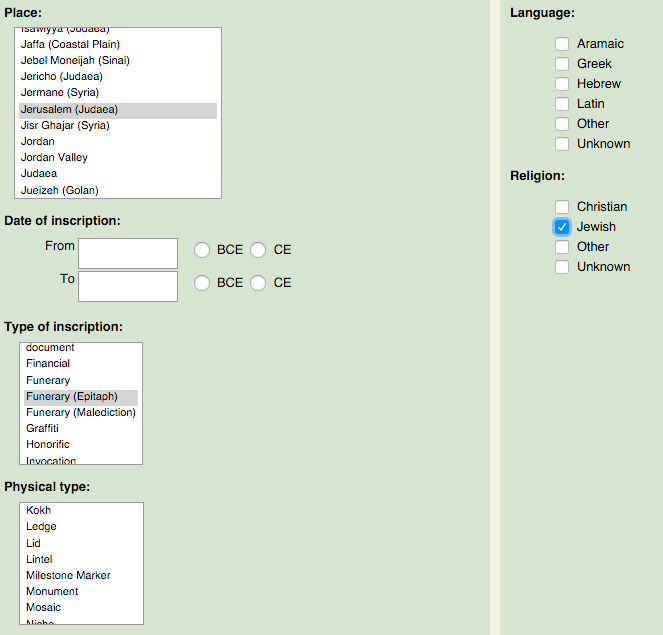 Place:
Isawiyya (Judaea)
Jaffa (Coastal Plain)
Jebel Moneijah (Sinai)
Jericho (Judaea)
Jermane (Syria)
Jerusalem (Judaea)
Jisr Ghajar (Syria)
Jordan
Jordan Valley
Judaea
Jueizeh (Golan)
Date of inscription:
From
BCE
CE
To
BCE
CE
Type of inscription:
document
Financial
Funerary
Funerary (Epitaph)
Funerary (Malediction)
Graffiti
Honorific
Invocation
Physical type:
Kokh
Ledge
Lid
Lintel
Milestone Marker
Monument
Mosaic
Niche
Language:
Aramaic
Greek
Hebrew
Latin
Other
Unknown
Religion:
Christian
Jewish
Other
Unknown